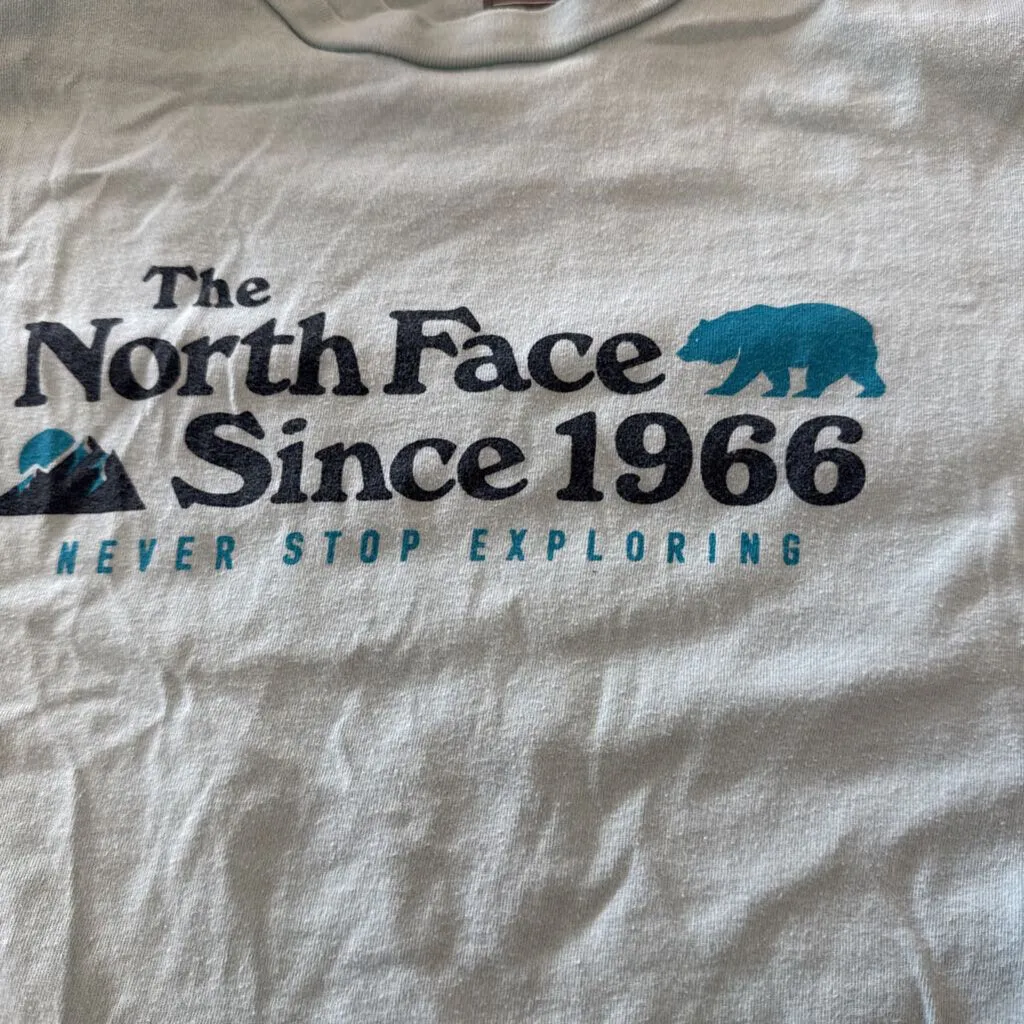 The
North Face
Since 1966
NEVER STOP EXPLORING